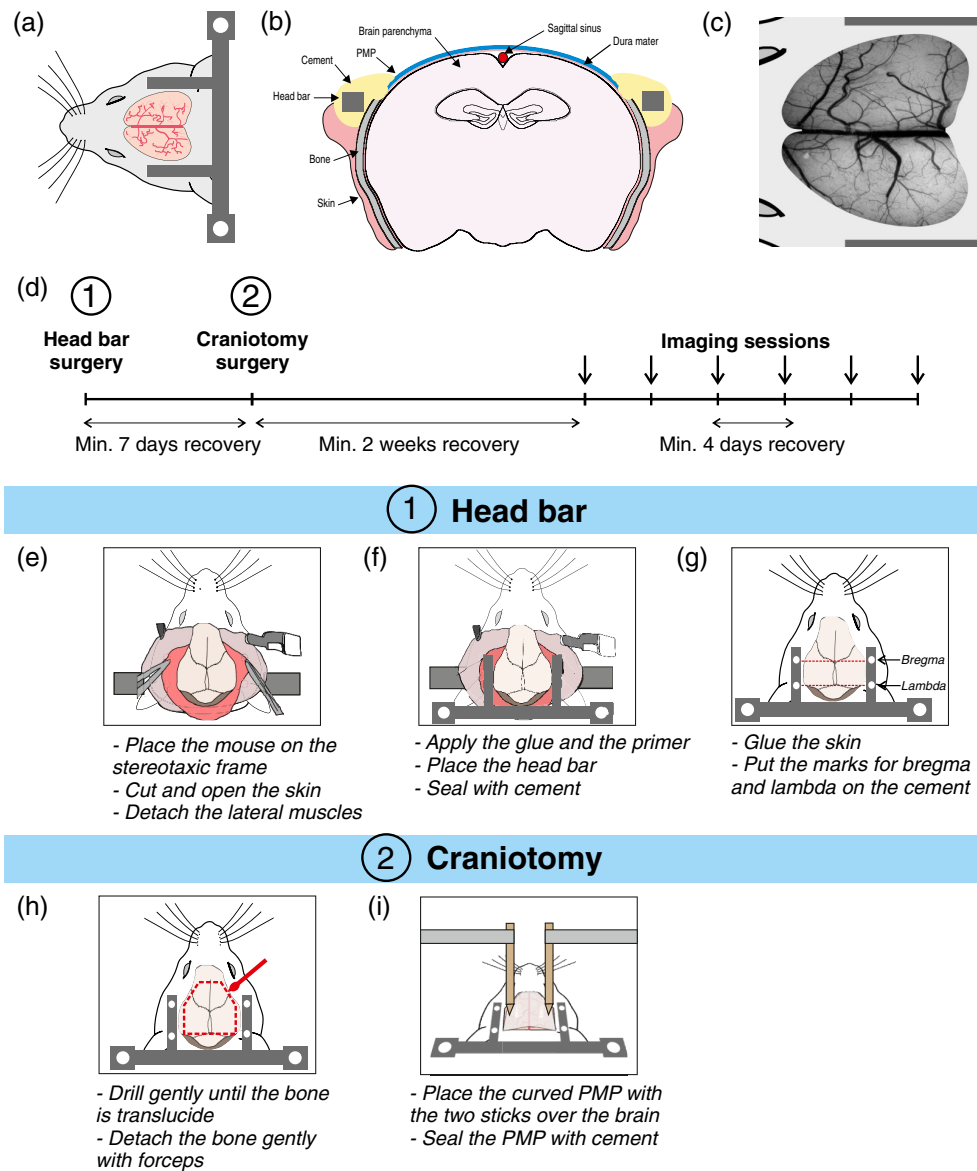 (a)
(b)
Brain parenchyma
Sagittal sinus
PMP
Dura mater
Cement
Head bar
Bone
Skin
(c)
(d)
1
2
Head bar
surgery
Craniotomy
surgery
Imaging sessions
Min. 7 days recovery
Min. 2 weeks recovery
Min. 4 days recovery
1 Head bar
(e)
- Place the mouse on the
stereotaxic frame
- Cut and open the skin
- Detach the lateral muscles
(f)
- Apply the glue and the primer
- Place the head bar
- Seal with cement
(g)
Bregma
Lambda
- Glue the skin
- Put the marks for bregma
and lambda on the cement
2 Craniotomy
(h)
- Drill gently until the bone
is translucide
- Detach the bone gently
with forceps
(i)
- Place the curved PMP with
the two sticks over the brain
- Seal the PMP with cement